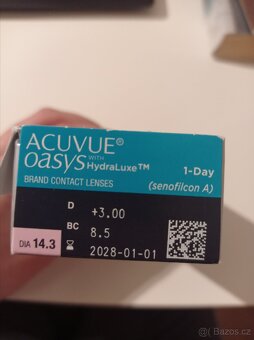 ACUVUE®
OASYS WITH HydraLuxe™
1-Day
BRAND CONTACT LENSES
(senofilcon A)
D +3.00
BC 8.5
DIA 14.3
2028-01-01
sbazar.cz